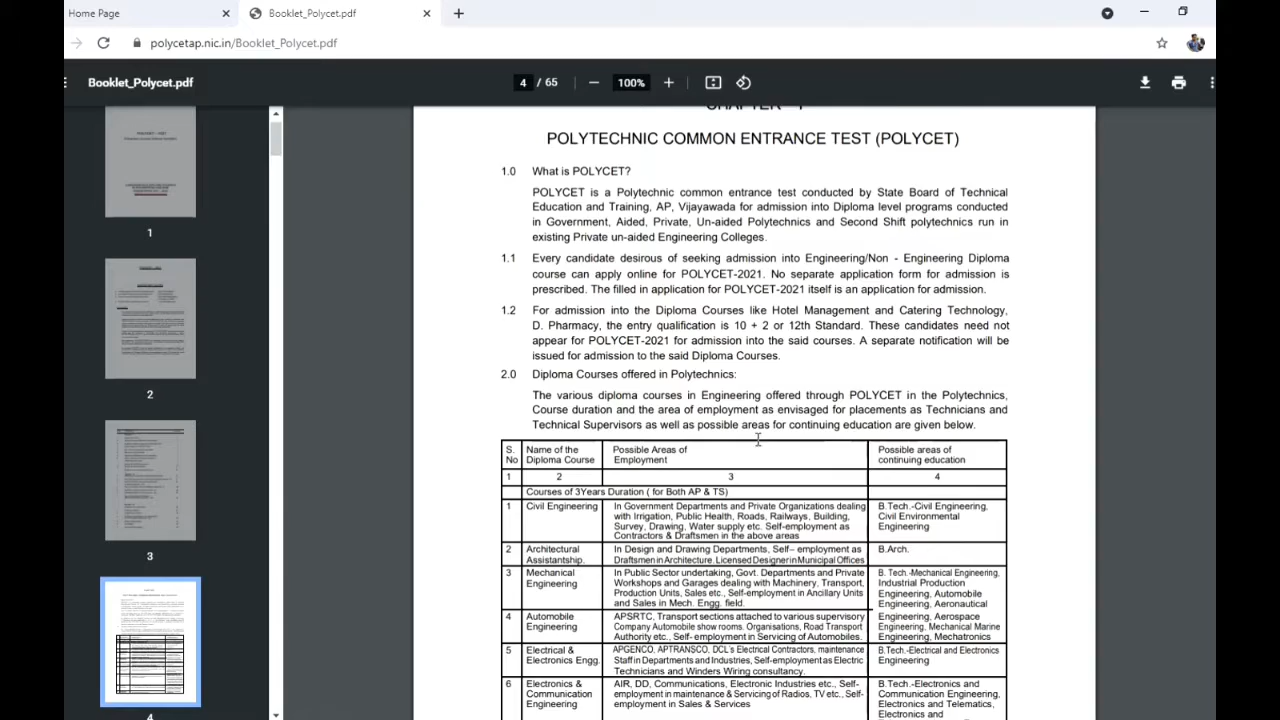 Home Page
Booklet_Polycet.pdf
polycetap.nic.in/Booklet_Polycet.pdf
Booklet_Polycet.pdf
4 / 65
100%
1
2
3
4
POLYTECHNIC COMMON ENTRANCE TEST (POLYCET)
1.0 What is POLYCET?
POLYCET is a Polytechnic common entrance test conducted by State Board of Technical
Education and Training, AP, Vijayawada for admission into Diploma level programs conducted
in Government, Aided, Private, Un-aided Polytechnics and Second Shift polytechnics run in
existing Private un-aided Engineering Colleges.
1.1 Every candidate desirous of seeking admission into Engineering/Non - Engineering Diploma
course can apply online for POLYCET-2021. No separate application form for admission is
prescribed. The filled in application for POLYCET-2021 itself is an application for admission.
1.2 For admission into the Diploma Courses like Hotel Management and Catering Technology,
D. Pharmacy, the entry qualification is 10 + 2 or 12th Standard. These candidates need not
appear for POLYCET-2021 for admission into the said courses. A separate notification will be
issued for admission to the said Diploma Courses.
2.0 Diploma Courses offered in Polytechnics:
The various diploma courses in Engineering offered through POLYCET in the Polytechnics,
Course duration and the area of employment as envisaged for placements as Technicians and
Technical Supervisors as well as possible areas for continuing education are given below.
S. Name of the Possible Areas of Possible areas of
No Diploma Course Employment continuing education
1 2 3 4
Courses of 3Years Duration ( for Both AP & TS)
1 Civil Engineering In Government Departments and Private Organizations dealing B.Tech.-Civil Engineering,
with Irrigation, Public Health, Roads, Railways, Building, Civil Environmental
Survey, Drawing, Water supply etc. Self-employment as Engineering
Contractors & Draftsmen in the above areas
2 Architectural In Design and Drawing Departments, Self– employment as B.Arch.
Assistantship. Draftsmen in Architecture. Licensed Designer in Municipal Offices
3 Mechanical In Public Sector undertaking, Govt. Departments and Private B. Tech.-Mechanical Engineering,
Engineering Workshops and Garages dealing with Machinery, Transport, Industrial Production
Production Units, Sales etc., Self-employment in Ancillary Units Engineering, Automobile
and Sales in Mech. Engg. field. Engineering, Aeronautical
4 Automobile APSRTC, Transport sections attached to various supervisory Engineering, Aerospace
Engineering Company Automobile show rooms. Organisations, Road Transport Engineering, Mechanical Marine
Authority etc., Self- employment in Servicing of Automobiles. Engineering, Mechatronics
5 Electrical & APGENCO, APTRANSCO, DCL's Electrical Contractors, maintenance B.Tech-Electrical and Electronics
Electronics Engg. Staff in Departments and Industries, Self-employment as Electric Engineering
Technicians and Winders Wiring consultancy.
6 Electronics & AIR, DD, Communications, Electronic Industries etc., Self- B.Tech-Electronics and
Communication employment in maintenance & Servicing of Radios, TV etc., Self- Communication Engineering,
Engineering employment in Sales & Services Electronics and Telematics,
Electronics and